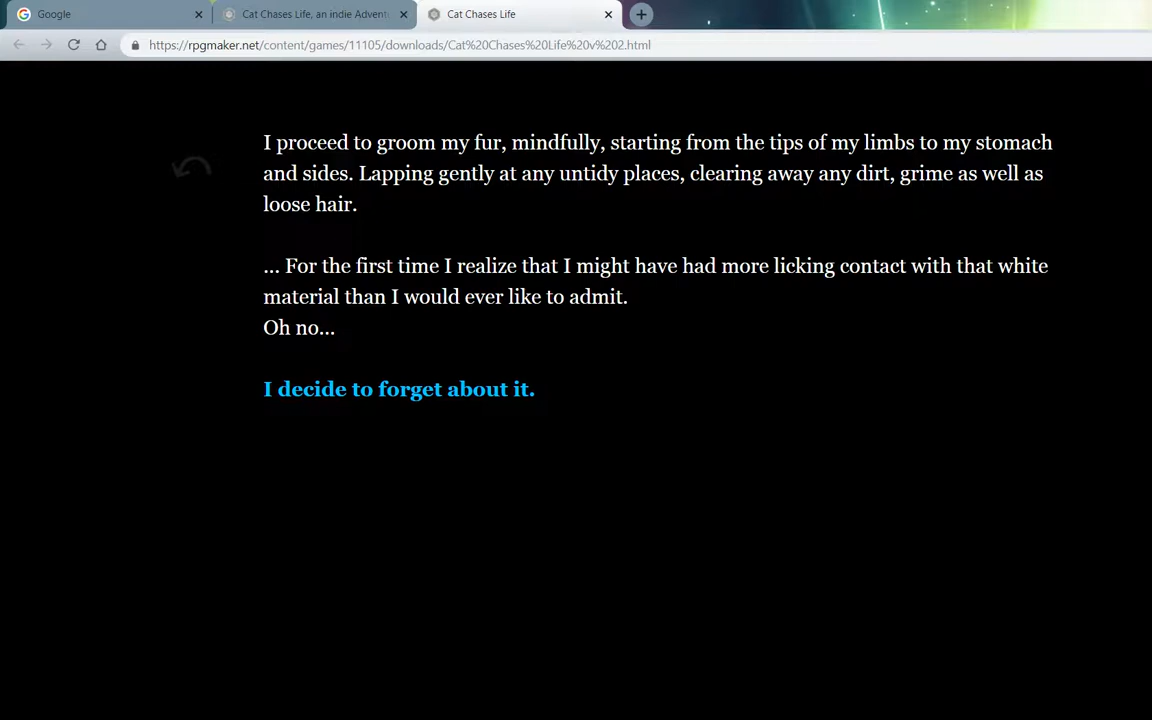 Google
Cat Chases Life, an indie Advent
Cat Chases Life
https://rpgmaker.net/content/games/11105/downloads/Cat%20Chases%20Life%20v%202.html
I proceed to groom my fur, mindfully, starting from the tips of my limbs to my stomach
and sides. Lapping gently at any untidy places, clearing away any dirt, grime as well as
loose hair.
... For the first time I realize that I might have had more licking contact with that white
material than I would ever like to admit.
Oh no...
I decide to forget about it.